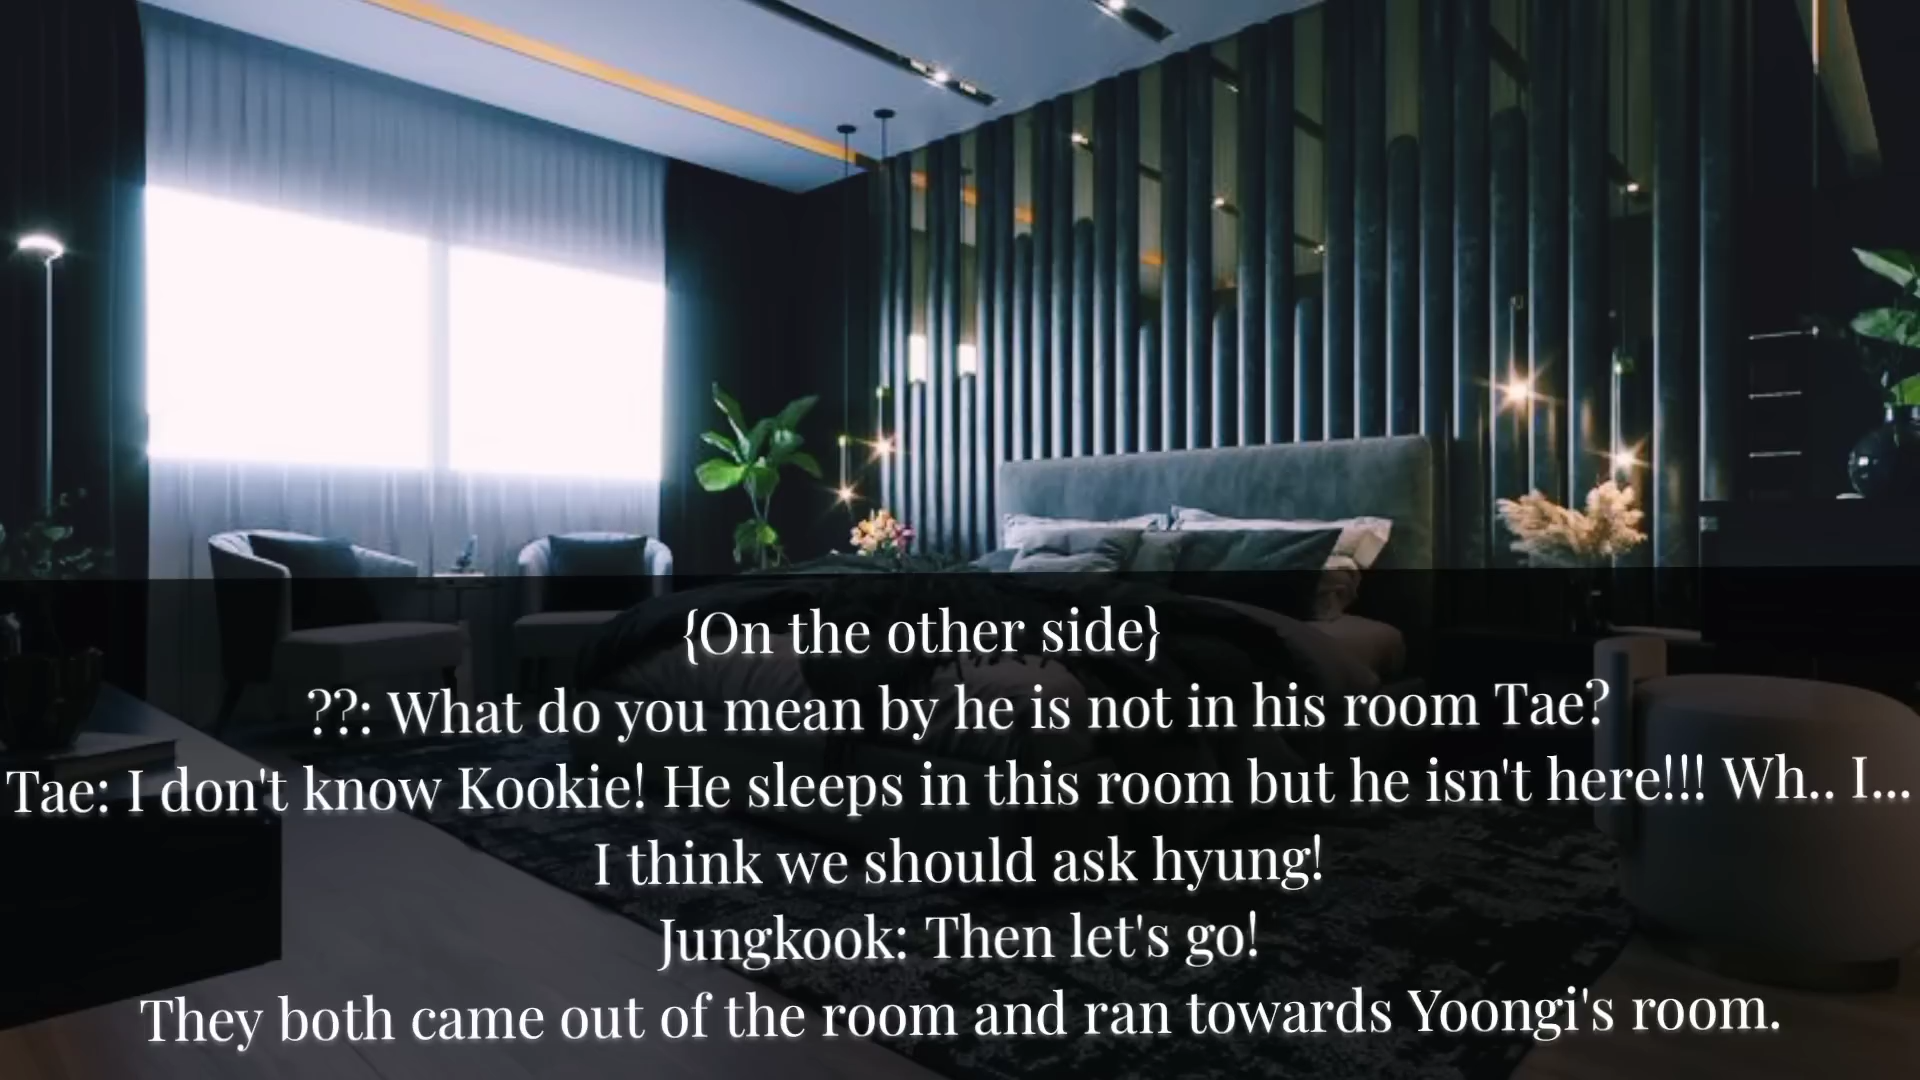 {On the other side}
??: What do you mean by he is not in his room Tae?
Tae: I don't know Kookie! He sleeps in this room but he isn't here!!! Wh.. I...
I think we should ask hyung!
Jungkook: Then let's go!
They both came out of the room and ran towards Yoongi's room.